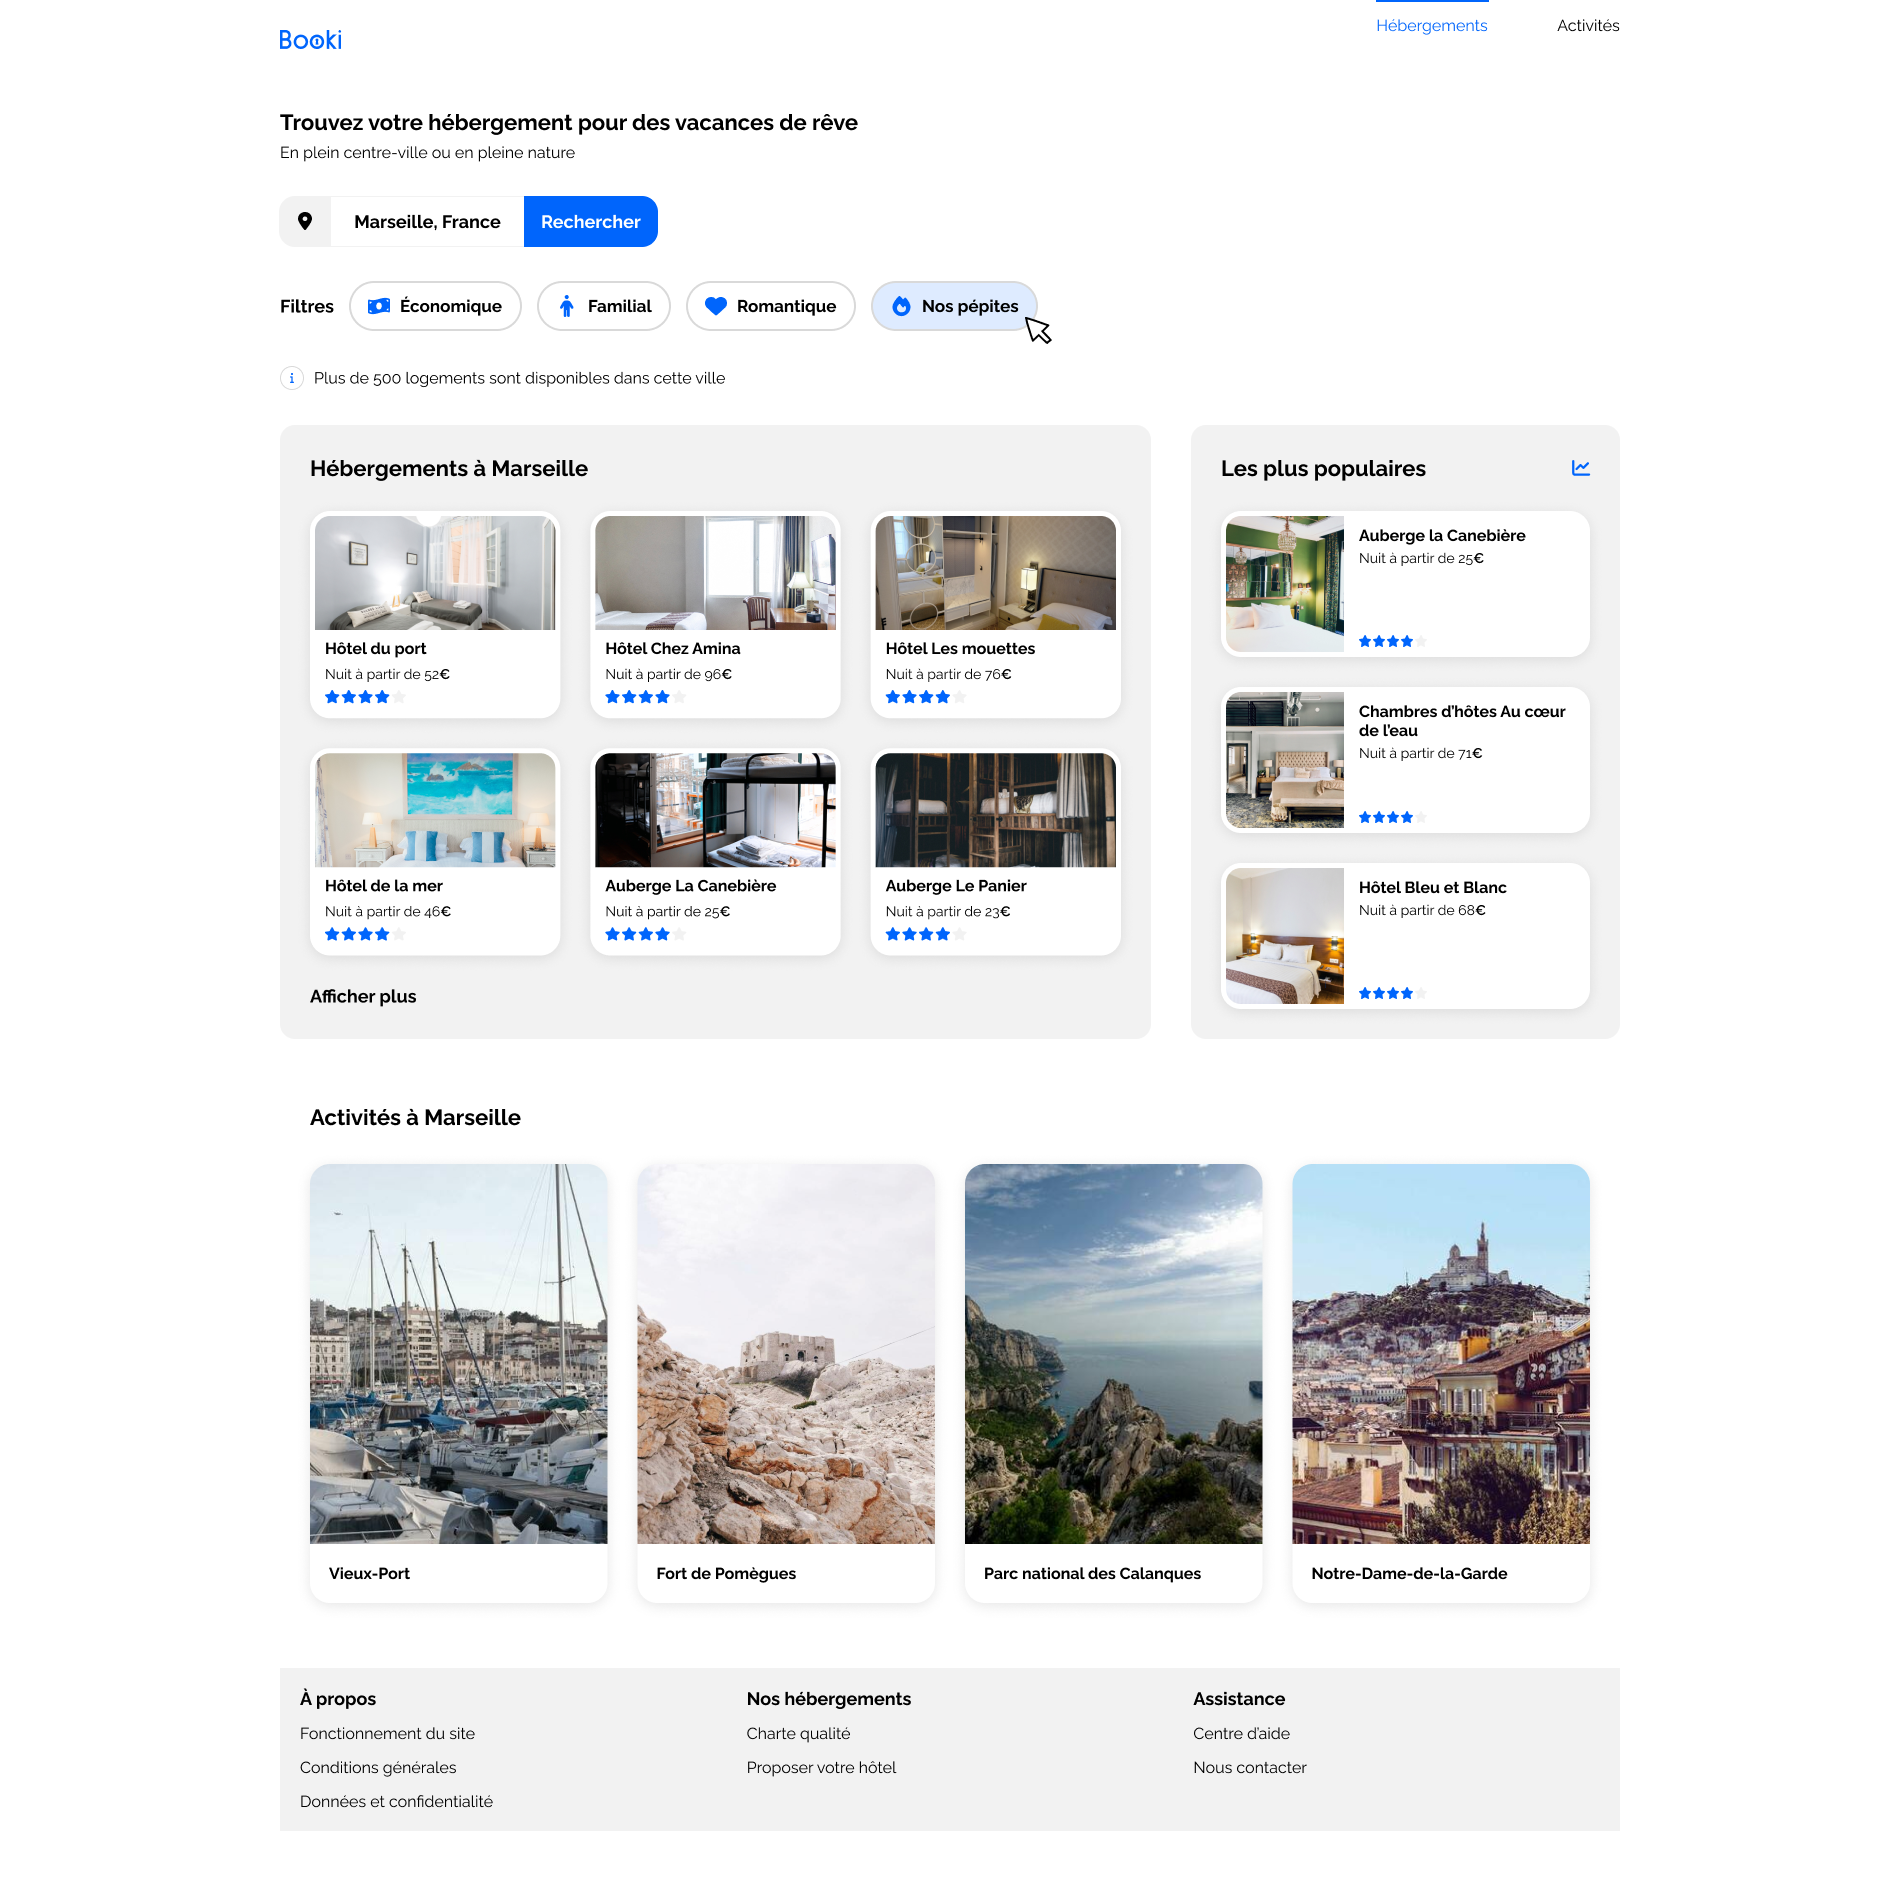 Booki
Hébergements
Activités
Trouvez votre hébergement pour des vacances de rêve
En plein centre-ville ou en pleine nature
Marseille, France
Rechercher
Filtres
Économique
Familial
Romantique
Nos pépites
Plus de 500 logements sont disponibles dans cette ville
Hébergements à Marseille
Hôtel du port
Nuit à partir de 52€
Hôtel Chez Amina
Nuit à partir de 96€
Hôtel Les mouettes
Nuit à partir de 76€
Hôtel de la mer
Nuit à partir de 46€
Auberge La Canebière
Nuit à partir de 25€
Auberge Le Panier
Nuit à partir de 23€
Afficher plus
Les plus populaires
Auberge la Canebière
Nuit à partir de 25€
Chambres d’hôtes Au cœur
de l’eau
Nuit à partir de 71€
Hôtel Bleu et Blanc
Nuit à partir de 68€
Activités à Marseille
Vieux-Port
Fort de Pomègues
Parc national des Calanques
Notre-Dame-de-la-Garde
À propos
Fonctionnement du site
Conditions générales
Données et confidentialité
Nos hébergements
Charte qualité
Proposer votre hôtel
Assistance
Centre d’aide
Nous contacter